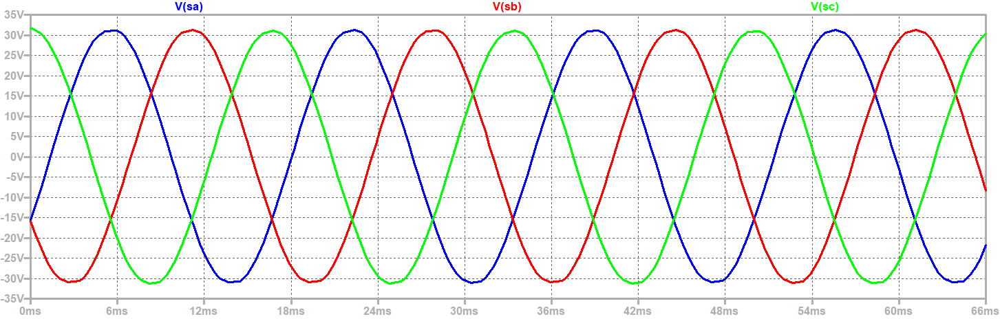 V(sa) V(sb) V(sc)
35V
30V
25V
20V
15V
10V
5V
0V
-5V
-10V
-15V
-20V
-25V
-30V
-35V
0ms 6ms 12ms 18ms 24ms 30ms 36ms 42ms 48ms 54ms 60ms 66ms